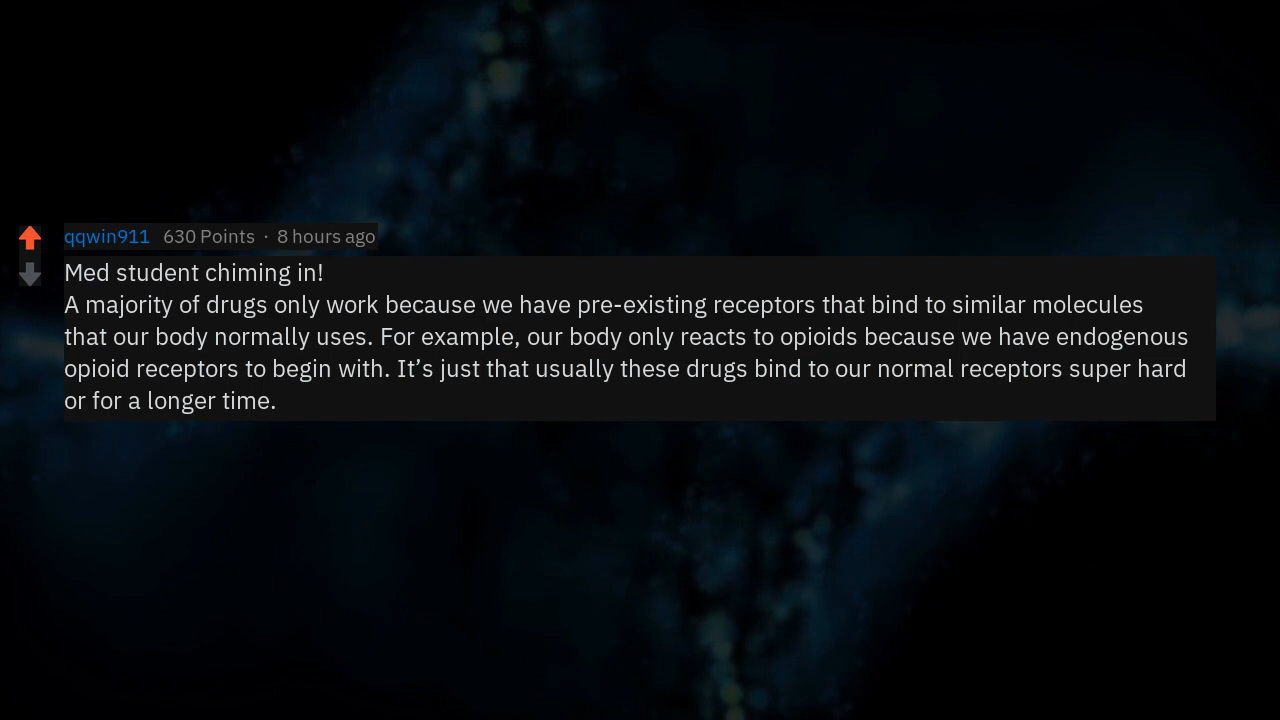 qqwin911 630 Points · 8 hours ago
Med student chiming in!
A majority of drugs only work because we have pre-existing receptors that bind to similar molecules
that our body normally uses. For example, our body only reacts to opioids because we have endogenous
opioid receptors to begin with. It’s just that usually these drugs bind to our normal receptors super hard
or for a longer time.